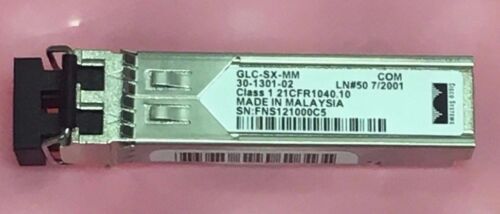 GLC-SX-MM COM
30-1301-02 LN#50 7/2001
Class 1 21CFR1040.10
MADE IN MALAYSIA
SN:FNS121000C5
Cisco Systems